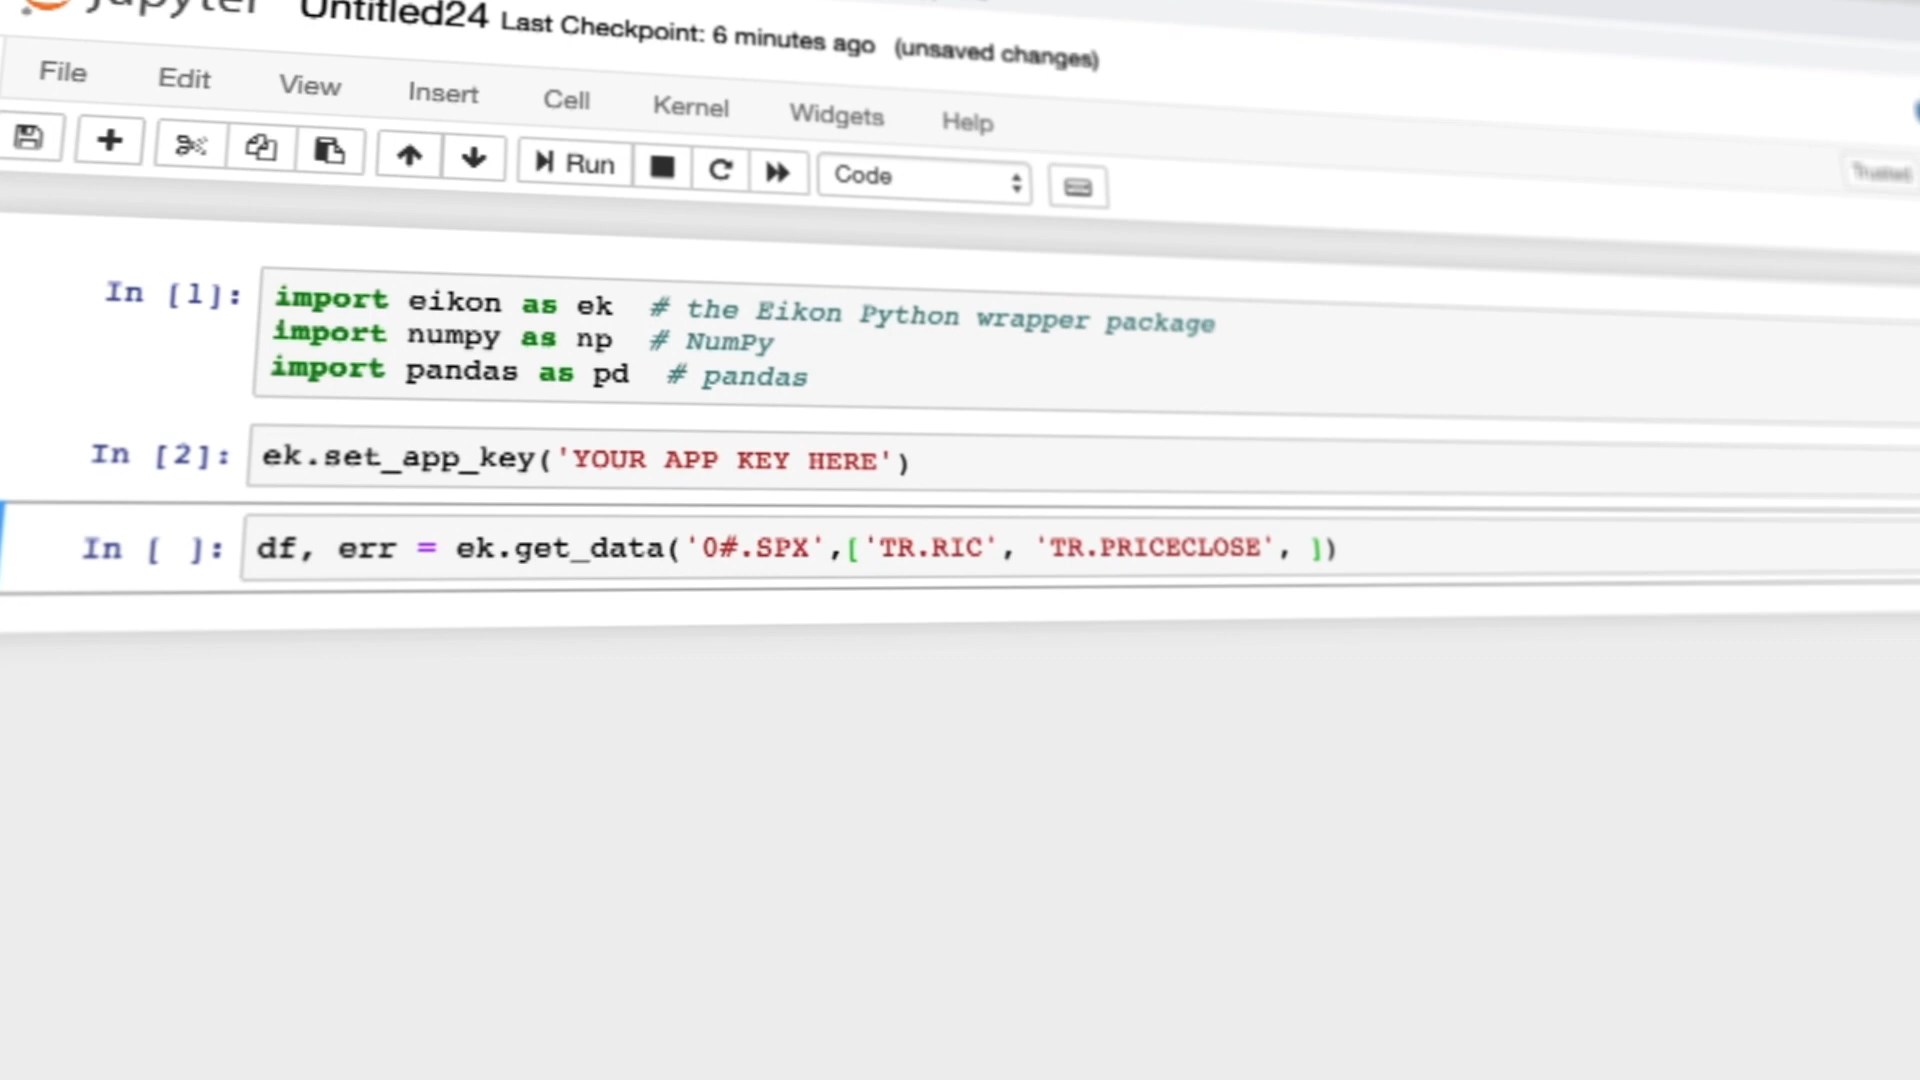 jupyter Untitled24 Last Checkpoint: 6 minutes ago (unsaved changes)
File Edit View Insert Cell Kernel Widgets Help
Run Code Trusted
In [1]: import eikon as ek # the Eikon Python wrapper package
import numpy as np # NumPy
import pandas as pd # pandas
In [2]: ek.set_app_key('YOUR APP KEY HERE')
In [ ]: df, err = ek.get_data('0#.SPX',['TR.RIC', 'TR.PRICECLOSE', ])